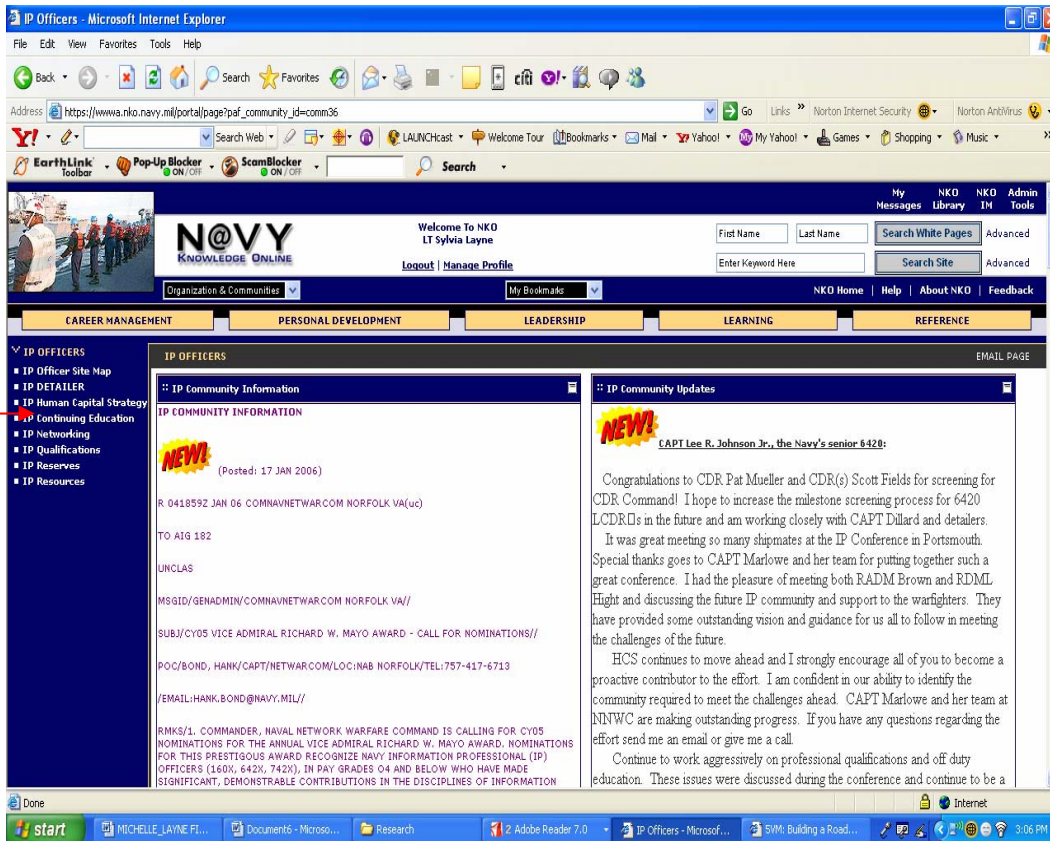 IP Officers - Microsoft Internet Explorer
File Edit View Favorites Tools Help
Back Search Favorites citi
Address https://wwwa.nko.navy.mil/portal/page?paf_community_id=comm36 Go Links » Norton Internet Security Norton AntiVirus
Y! Search Web LAUNCHcast Welcome Tour Bookmarks Mail Yahoo! My Yahoo! Games Shopping Music »
EarthLink Toolbar Pop-Up Blocker ON/OFF ScamBlocker ON/OFF Search
My Messages NKO Library NKO IM Admin Tools
N@VY
KNOWLEDGE ONLINE
Welcome To NKO
LT Sylvia Layne
Logout | Manage Profile
First Name Last Name Search White Pages Advanced
Enter Keyword Here Search Site Advanced
Organization & Communities My Bookmarks NKO Home | Help | About NKO | Feedback
CAREER MANAGEMENT PERSONAL DEVELOPMENT LEADERSHIP LEARNING REFERENCE
IP OFFICERS
IP Officer Site Map
IP DETAILER
IP Human Capital Strategy
IP Continuing Education
IP Networking
IP Qualifications
IP Reserves
IP Resources
IP OFFICERS EMAIL PAGE
:: IP Community Information
IP COMMUNITY INFORMATION
NEW!
(Posted: 17 JAN 2006)
R 041859Z JAN 06 COMNAVNETWARCOM NORFOLK VA(uc)
TO AIG 182
UNCLAS
MSGID/GENADMIN/COMNAVNETWARCOM NORFOLK VA//
SUBJ/CY05 VICE ADMIRAL RICHARD W. MAYO AWARD - CALL FOR NOMINATIONS//
POC/BOND, HANK/CAPT/NETWARCOM/LOC:NAB NORFOLK/TEL:757-417-6713
/EMAIL:HANK.BOND@NAVY.MIL//
RMKS/1. COMMANDER, NAVAL NETWORK WARFARE COMMAND IS CALLING FOR CY05
NOMINATIONS FOR THE ANNUAL VICE ADMIRAL RICHARD W. MAYO AWARD. NOMINATIONS
FOR THIS PRESTIGOUS AWARD RECOGNIZE NAVY INFORMATION PROFESSIONAL (IP)
OFFICERS (160X, 642X, 742X), IN PAY GRADES O4 AND BELOW WHO HAVE MADE
SIGNIFICANT, DEMONSTRABLE CONTRIBUTIONS IN THE DISCIPLINES OF INFORMATION
:: IP Community Updates
NEW!
CAPT Lee R. Johnson Jr., the Navy's senior 6420:
Congratulations to CDR Pat Mueller and CDR(s) Scott Fields for screening for
CDR Command! I hope to increase the milestone screening process for 6420
LCDR□s in the future and am working closely with CAPT Dillard and detailers.
It was great meeting so many shipmates at the IP Conference in Portsmouth.
Special thanks goes to CAPT Marlowe and her team for putting together such a
great conference. I had the pleasure of meeting both RADM Brown and RDML
Hight and discussing the future IP community and support to the warfighters. They
have provided some outstanding vision and guidance for us all to follow in meeting
the challenges of the future.
HCS continues to move ahead and I strongly encourage all of you to become a
proactive contributor to the effort. I am confident in our ability to identify the
community required to meet the challenges ahead. CAPT Marlowe and her team at
NNWC are making outstanding progress. If you have any questions regarding the
effort send me an email or give me a call.
Continue to work aggressively on professional qualifications and off duty
education. These issues were discussed during the conference and continue to be a
Done Internet
start MICHELLE_LAYNE FI... Document6 - Microso... Research 2 Adobe Reader 7.0 IP Officers - Microsof... SVM: Building a Road... 3:06 PM